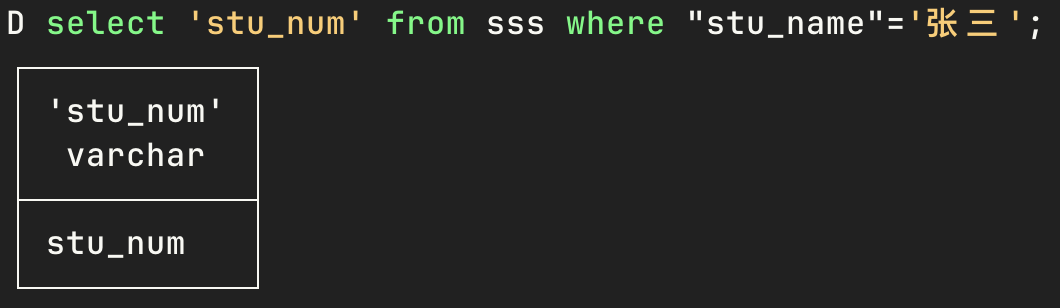 D select 'stu_num' from sss where "stu_name"='张三';
'stu_num'
varchar
stu_num